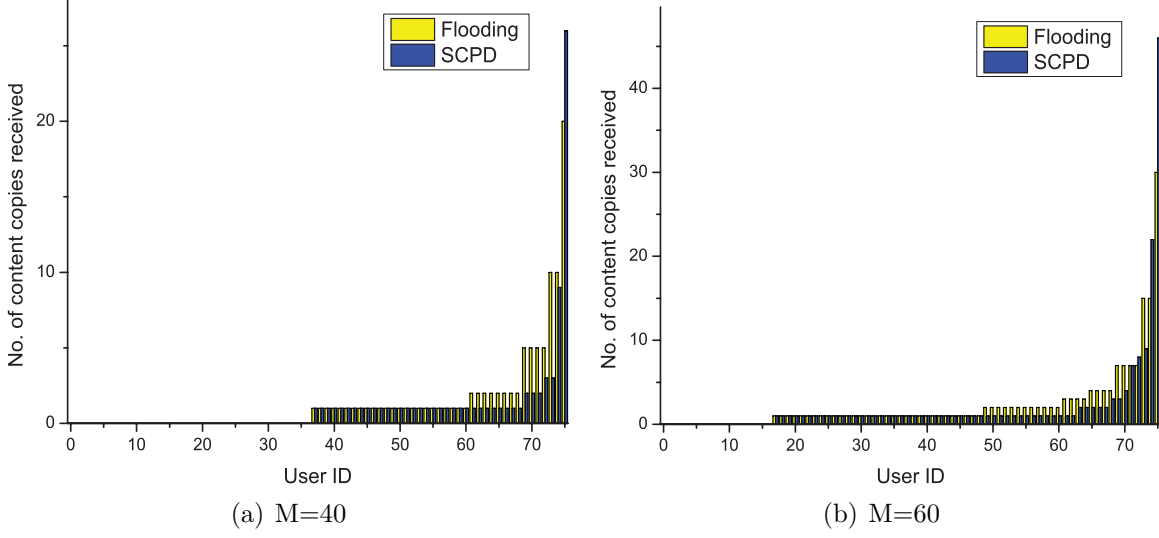 Flooding
SCPD
No. of content copies received
20
10
0
0 10 20 30 40 50 60 70
User ID
(a) M=40
Flooding
SCPD
No. of content copies received
40
30
20
10
0
0 10 20 30 40 50 60 70
User ID
(b) M=60